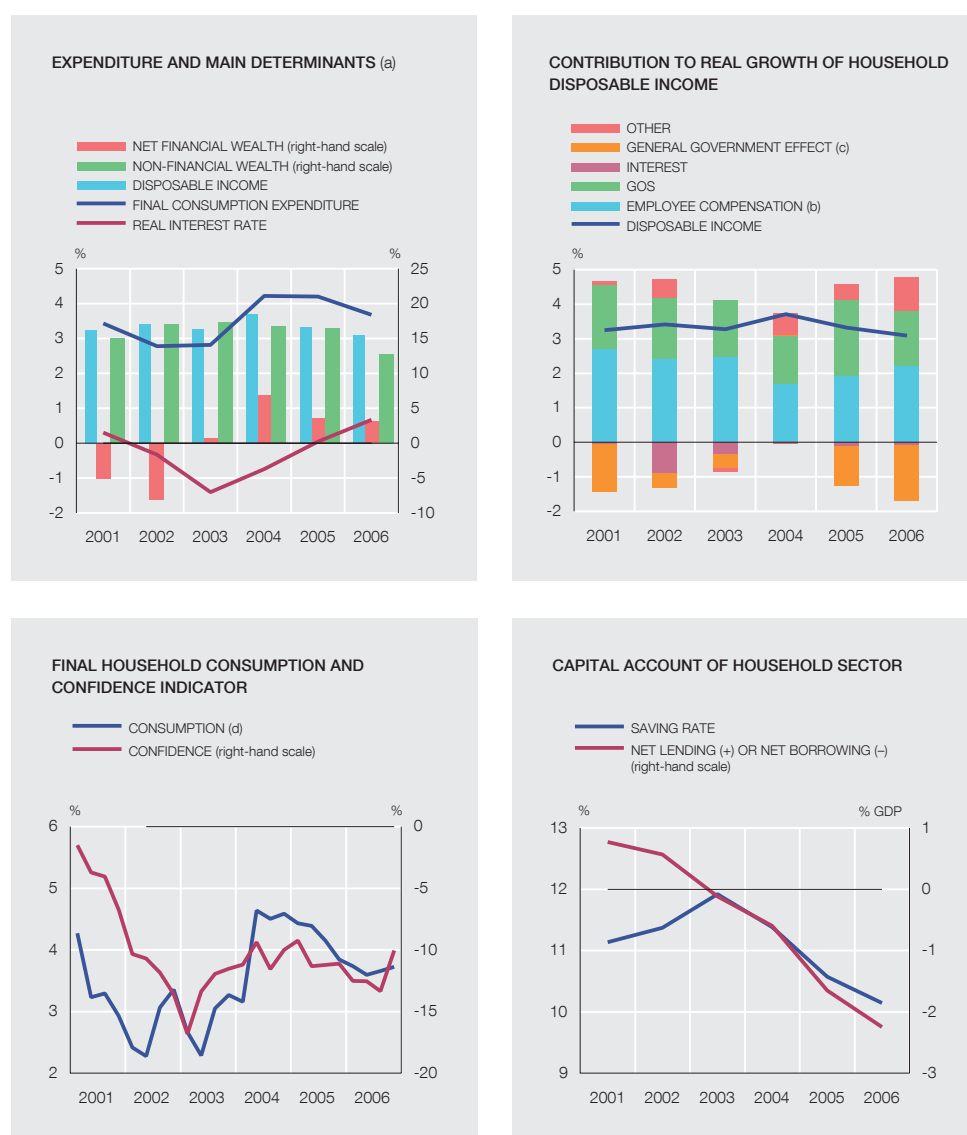 EXPENDITURE AND MAIN DETERMINANTS (a)
NET FINANCIAL WEALTH (right-hand scale)
NON-FINANCIAL WEALTH (right-hand scale)
DISPOSABLE INCOME
FINAL CONSUMPTION EXPENDITURE
REAL INTEREST RATE
% %
5 25
4 20
3 15
2 10
1 5
0 0
-1 -5
-2 -10
2001 2002 2003 2004 2005 2006
CONTRIBUTION TO REAL GROWTH OF HOUSEHOLD
DISPOSABLE INCOME
OTHER
GENERAL GOVERNMENT EFFECT (c)
INTEREST
GOS
EMPLOYEE COMPENSATION (b)
DISPOSABLE INCOME
%
5
4
3
2
1
0
-1
-2
2001 2002 2003 2004 2005 2006
FINAL HOUSEHOLD CONSUMPTION AND
CONFIDENCE INDICATOR
CONSUMPTION (d)
CONFIDENCE (right-hand scale)
% %
6 0
5 -5
4 -10
3 -15
2 -20
2001 2002 2003 2004 2005 2006
CAPITAL ACCOUNT OF HOUSEHOLD SECTOR
SAVING RATE
NET LENDING (+) OR NET BORROWING (–)
(right-hand scale)
% % GDP
13 1
12 0
11 -1
10 -2
9 -3
2001 2002 2003 2004 2005 2006